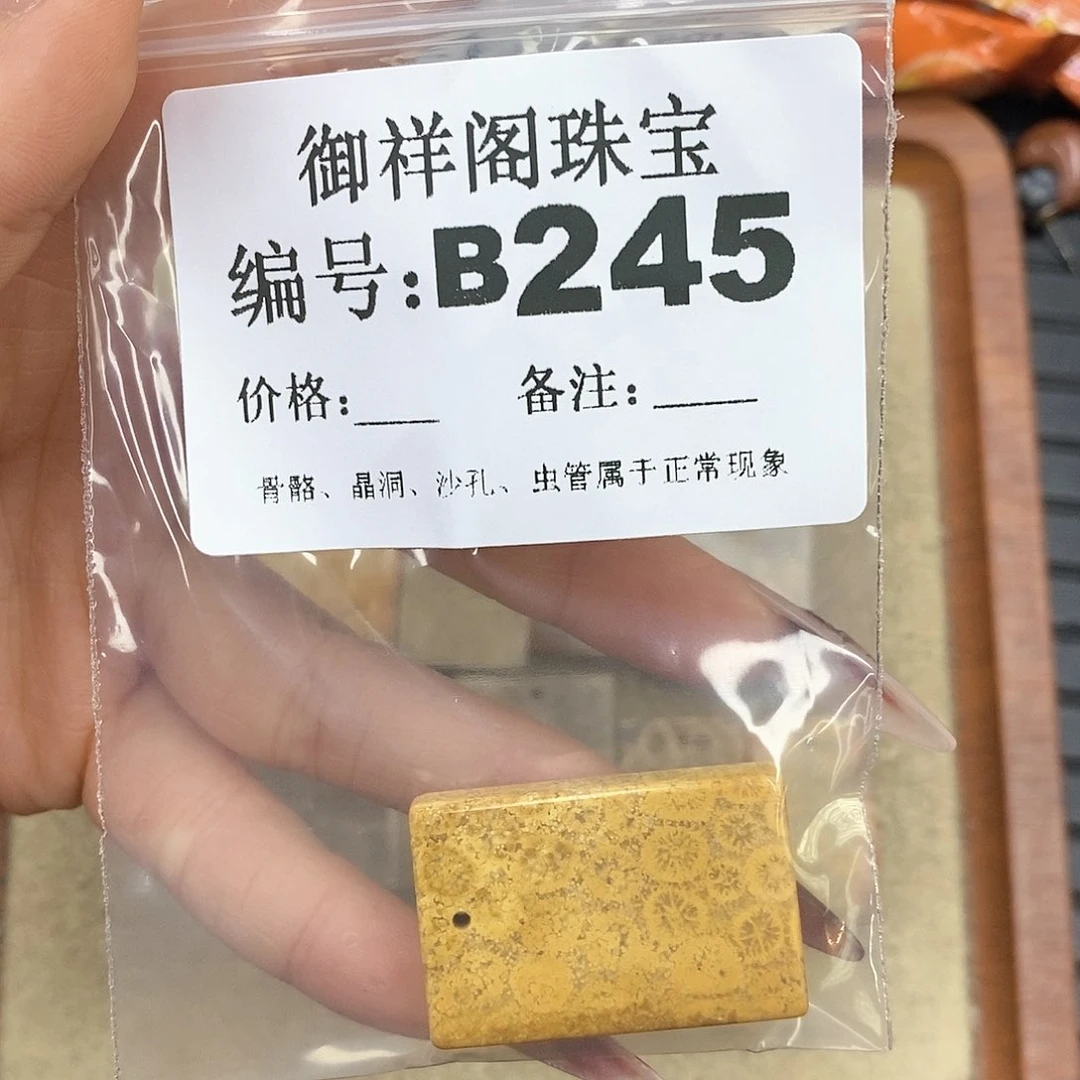 御祥阁珠宝
编号:B245
价格:___ 备注:____
骨骼、晶洞、沙孔、虫管属于正常现象